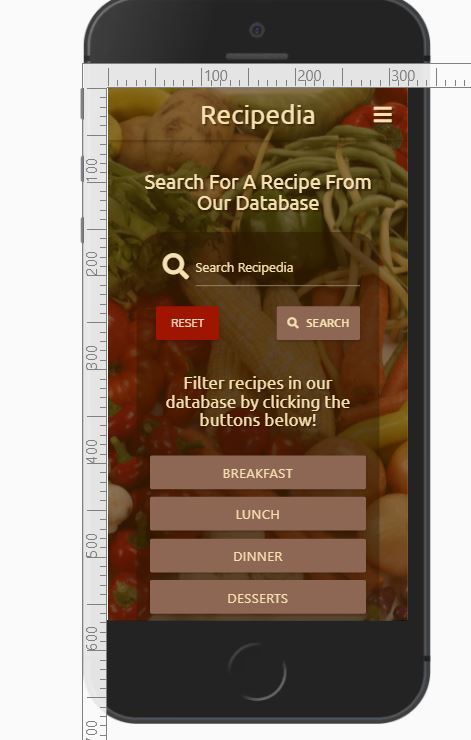 100 200 300
Recipedia
100
Search For A Recipe From
Our Database
200
Search Recipedia
RESET
SEARCH
300
Filter recipes in our
database by clicking the
buttons below!
400
BREAKFAST
LUNCH
500
DINNER
DESSERTS
600
700